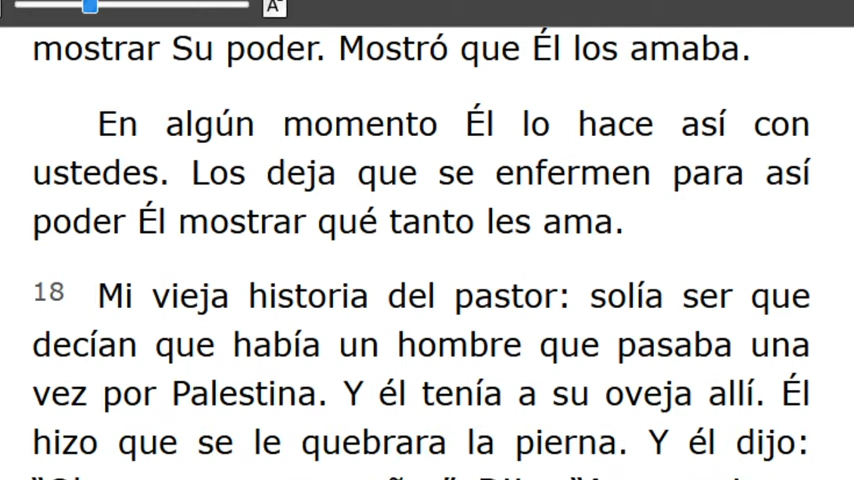 A
mostrar Su poder. Mostró que Él los amaba.
En algún momento Él lo hace así con
ustedes. Los deja que se enfermen para así
poder Él mostrar qué tanto les ama.
18 Mi vieja historia del pastor: solía ser que
decían que había un hombre que pasaba una
vez por Palestina. Y él tenía a su oveja allí. Él
hizo que se le quebrara la pierna. Y él dijo: